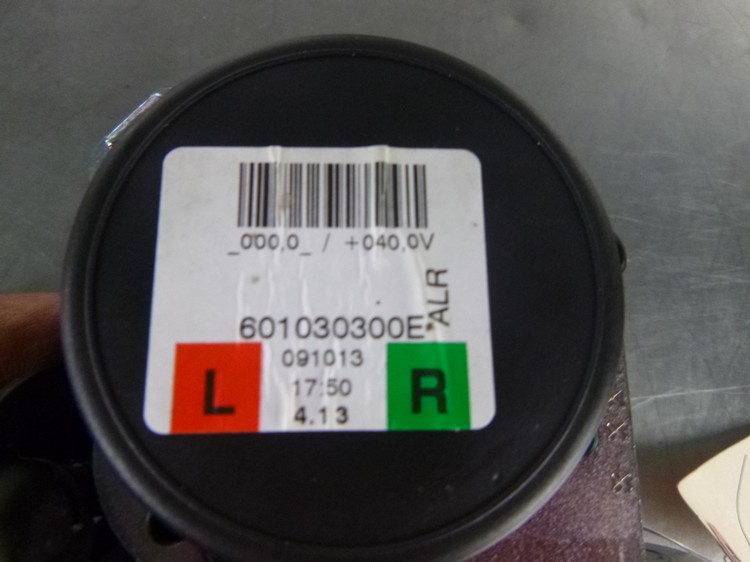 _000,0_ / +040,0V
ALR
601030300E
091013
17:50
4.13
L
R